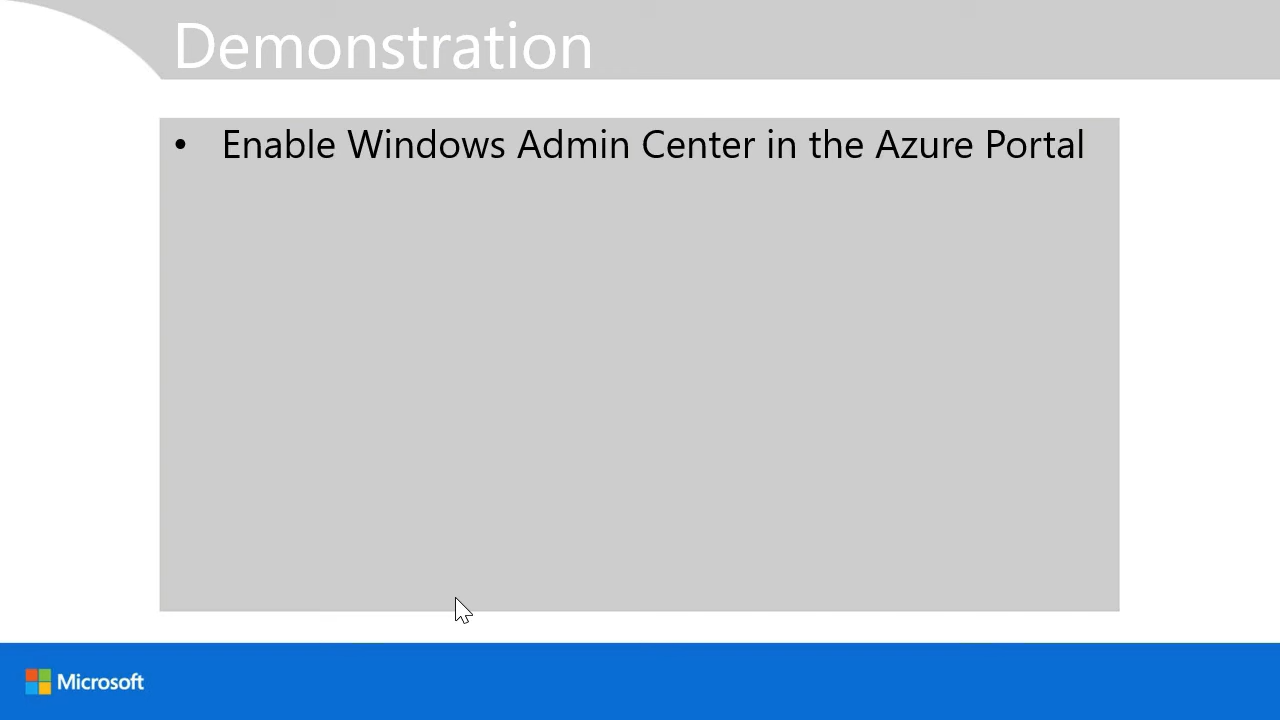 Demonstration
• Enable Windows Admin Center in the Azure Portal
Microsoft